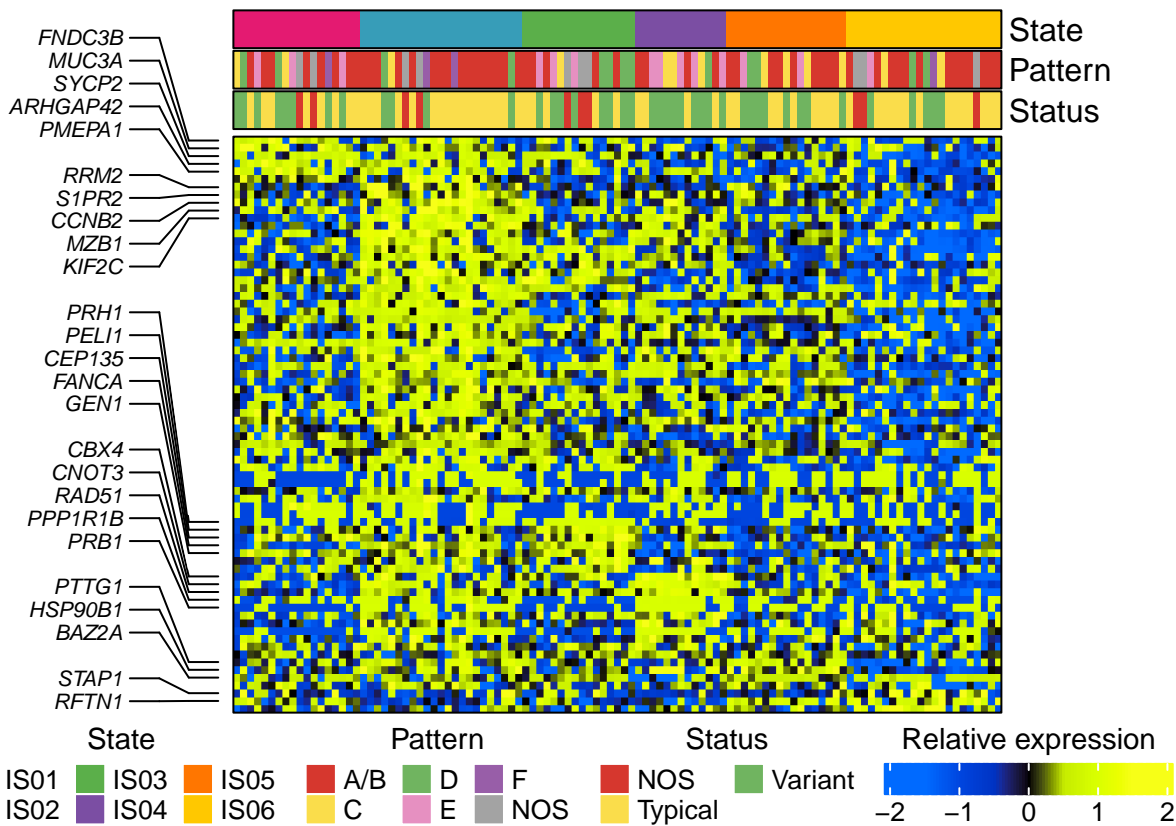 State
Pattern
Status
FNDC3B
MUC3A
SYCP2
ARHGAP42
PMEPA1
RRM2
S1PR2
CCNB2
MZB1
KIF2C
PRH1
PELI1
CEP135
FANCA
GEN1
CBX4
CNOT3
RAD51
PPP1R1B
PRB1
PTTG1
HSP90B1
BAZ2A
STAP1
RFTN1
State Pattern Status Relative expression
IS01 IS03 IS05 A/B D F NOS Variant
IS02 IS04 IS06 C E NOS Typical
−2 −1 0 1 2